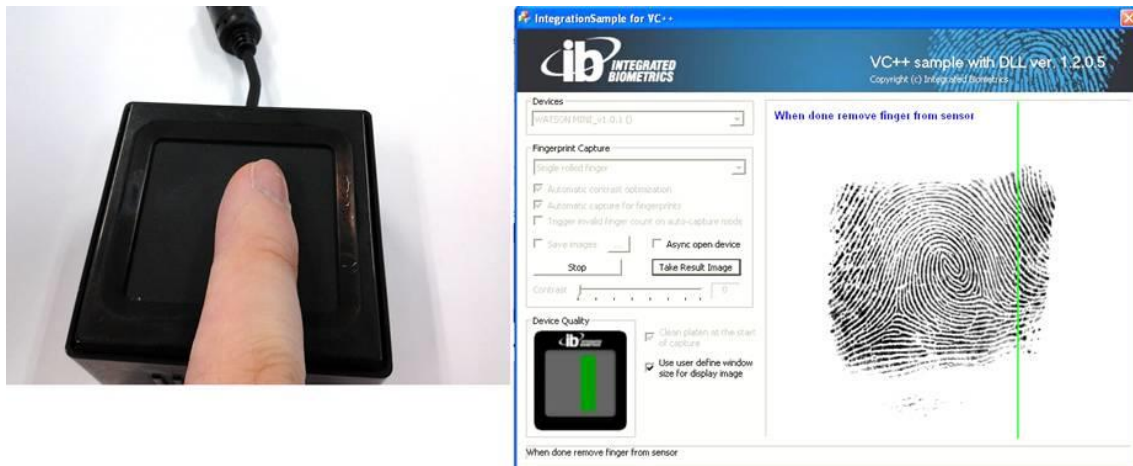 IntegrationSample for VC++
ib INTEGRATED
BIOMETRICS
VC++ sample with DLL ver. 1.2.0.5
Copyright (c) Integrated Biometrics
Devices
WATSON MINI_v1.0.1 ()
When done remove finger from sensor
Fingerprint Capture
Single rolled finger
Automatic contrast optimization
Automatic capture for fingerprints
Trigger invalid finger count on auto-capture mode
Save images ...
Async open device
Stop
Take Result Image
Contrast
0
Device Quality
ib
Clean platen at the start
of capture
Use user define window
size for display image
When done remove finger from sensor